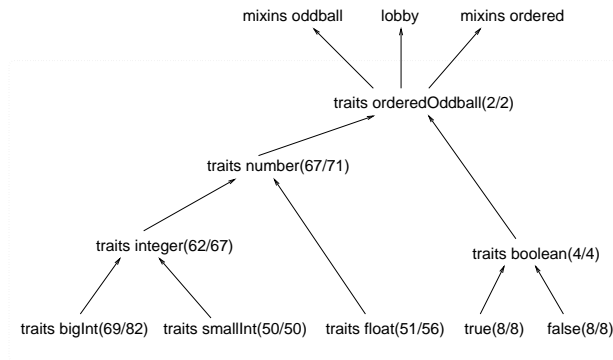 mixins oddball lobby mixins ordered
traits orderedOddball(2/2)
traits number(67/71)
traits integer(62/67)
traits boolean(4/4)
traits bigInt(69/82) traits smallInt(50/50) traits float(51/56) true(8/8) false(8/8)